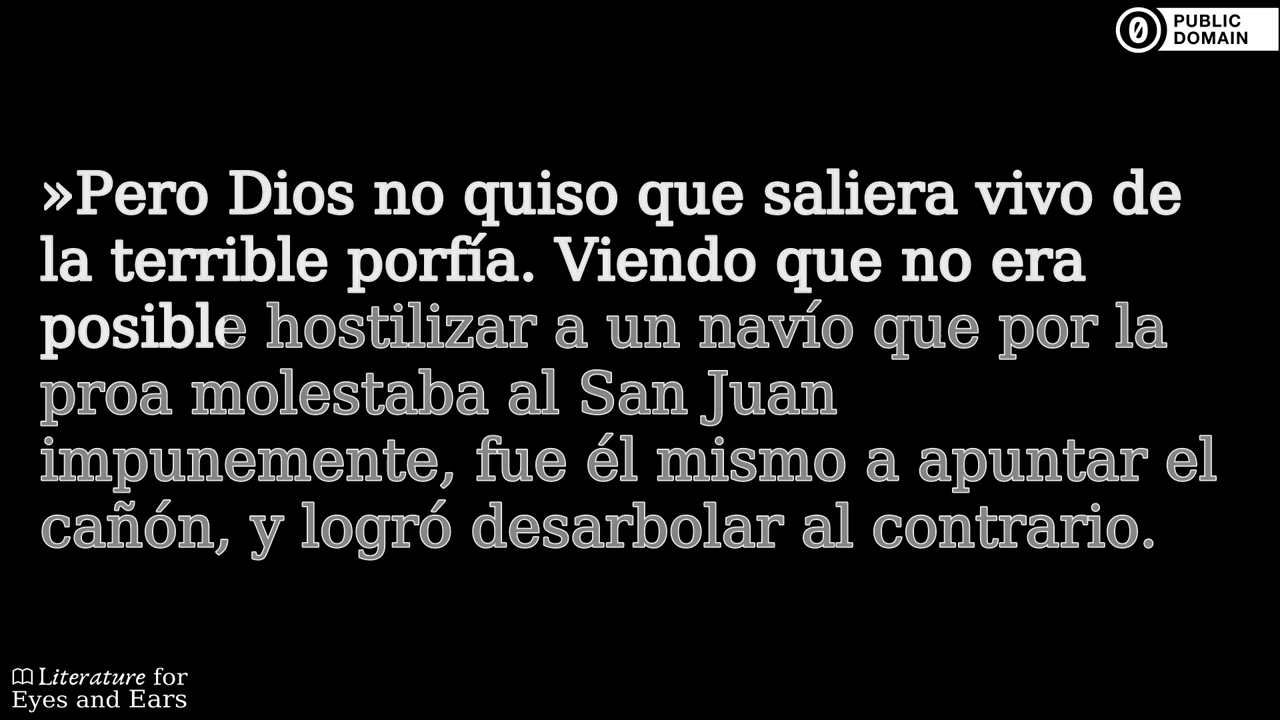 PUBLIC
DOMAIN
»Pero Dios no quiso que saliera vivo de
la terrible porfía. Viendo que no era
posible hostilizar a un navío que por la
proa molestaba al San Juan
impunemente, fue él mismo a apuntar el
cañón, y logró desarbolar al contrario.
Literature for
Eyes and Ears